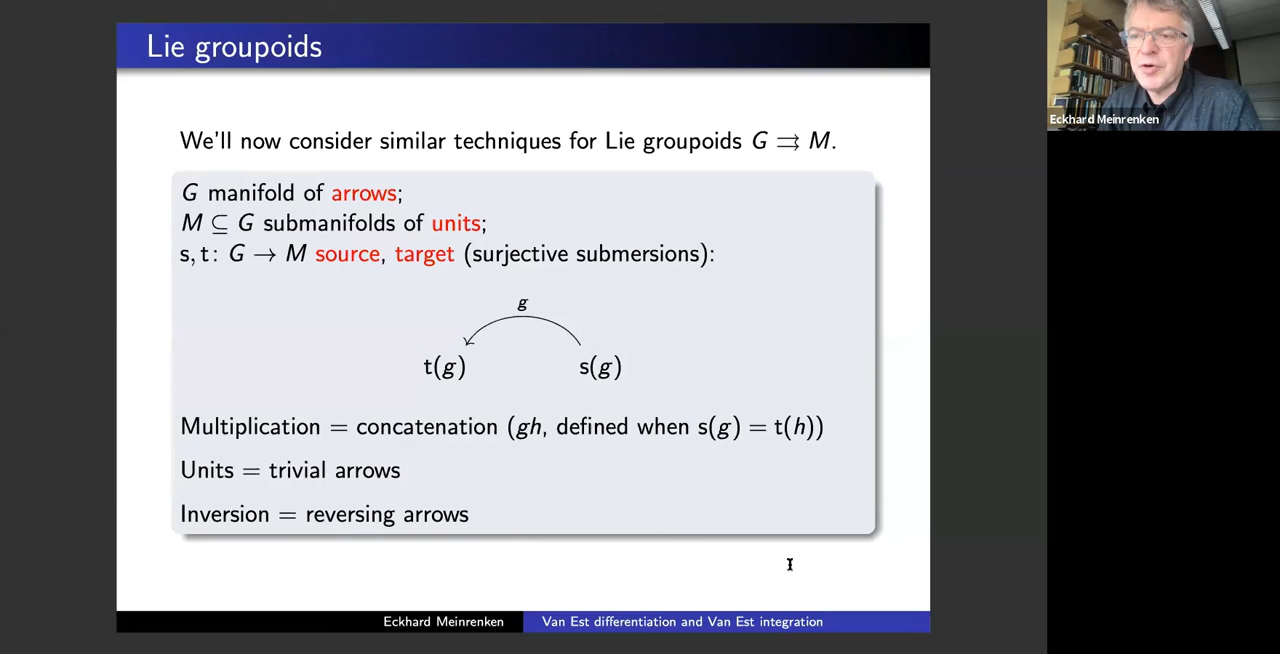 Lie groupoids
We'll now consider similar techniques for Lie groupoids G ⇉ M.
G manifold of arrows;
M ⊆ G submanifolds of units;
s, t: G → M source, target (surjective submersions):
g
t(g) s(g)
Multiplication = concatenation (gh, defined when s(g) = t(h))
Units = trivial arrows
Inversion = reversing arrows
Eckhard Meinrenken Van Est differentiation and Van Est integration
Eckhard Meinrenken